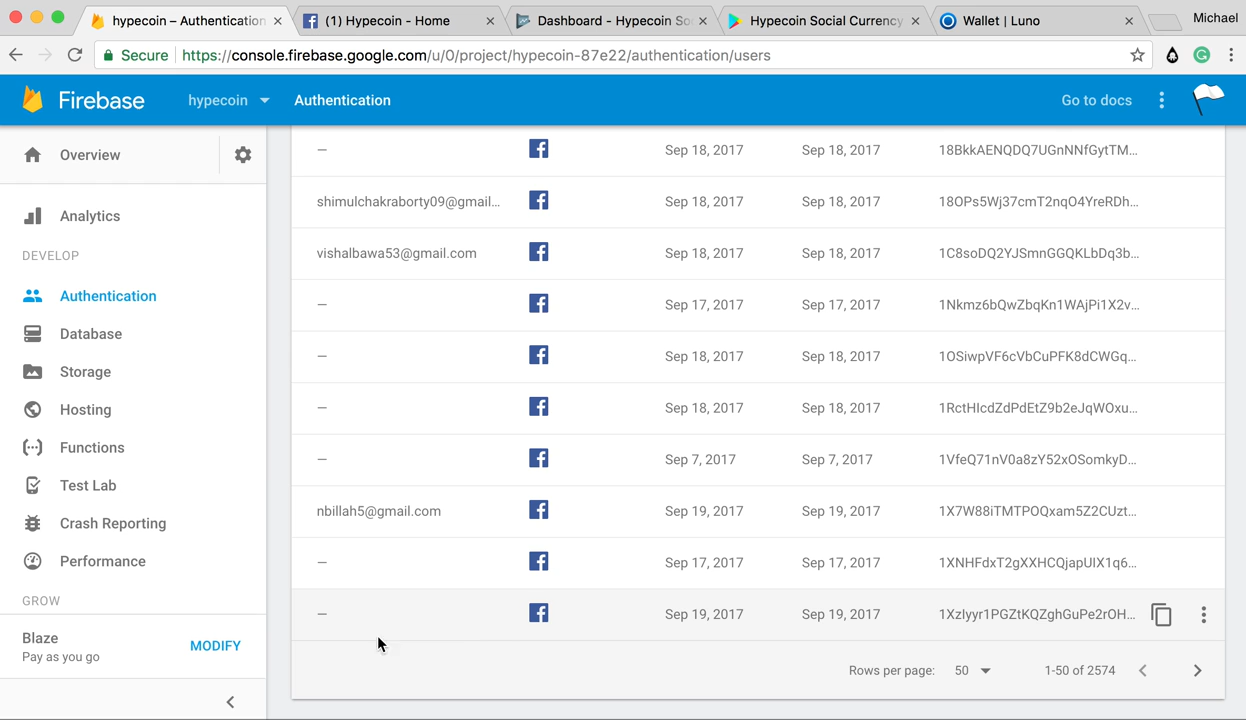 hypecoin – Authentication
(1) Hypecoin - Home
Dashboard - Hypecoin So
Hypecoin Social Currency
Wallet | Luno
Michael
Secure
https://console.firebase.google.com/u/0/project/hypecoin-87e22/authentication/users
Firebase
hypecoin
Authentication
Go to docs
Overview
Analytics
DEVELOP
Authentication
Database
Storage
Hosting
Functions
Test Lab
Crash Reporting
Performance
GROW
Blaze
Pay as you go
MODIFY
— Sep 18, 2017 Sep 18, 2017 18BkkAENQDQ7UGnNNfGytTM...
shimulchakraborty09@gmail... Sep 18, 2017 Sep 18, 2017 18OPs5Wj37cmT2nqO4YreRDh...
vishalbawa53@gmail.com Sep 18, 2017 Sep 18, 2017 1C8soDQ2YJSmnGGQKLbDq3b...
— Sep 17, 2017 Sep 17, 2017 1Nkmz6bQwZbqKn1WAjPi1X2v...
— Sep 18, 2017 Sep 18, 2017 1OSiwpVF6cVbCuPFK8dCWGq...
— Sep 18, 2017 Sep 18, 2017 1RctHIcdZdPdEtZ9b2eJqWOxu...
— Sep 7, 2017 Sep 7, 2017 1VfeQ71nV0a8zY52xOSomkyD...
nbillah5@gmail.com Sep 19, 2017 Sep 19, 2017 1X7W88iTMTPOQxam5Z2CUzt...
— Sep 17, 2017 Sep 17, 2017 1XNHFdxT2gXXHCQjapUIX1q6...
— Sep 19, 2017 Sep 19, 2017 1XzIyyr1PGZtKQZghGuPe2rOH...
Rows per page: 50 1-50 of 2574